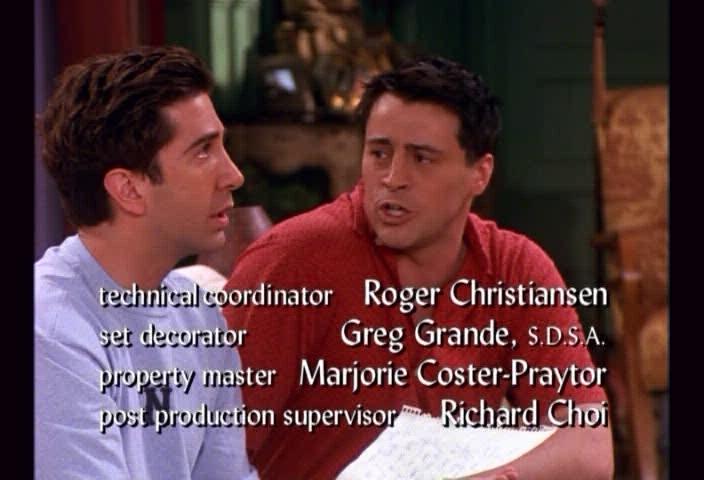 technical coordinator Roger Christiansen
set decorator Greg Grande, S.D.S.A.
property master Marjorie Coster-Praytor
post production supervisor Richard Choi
N